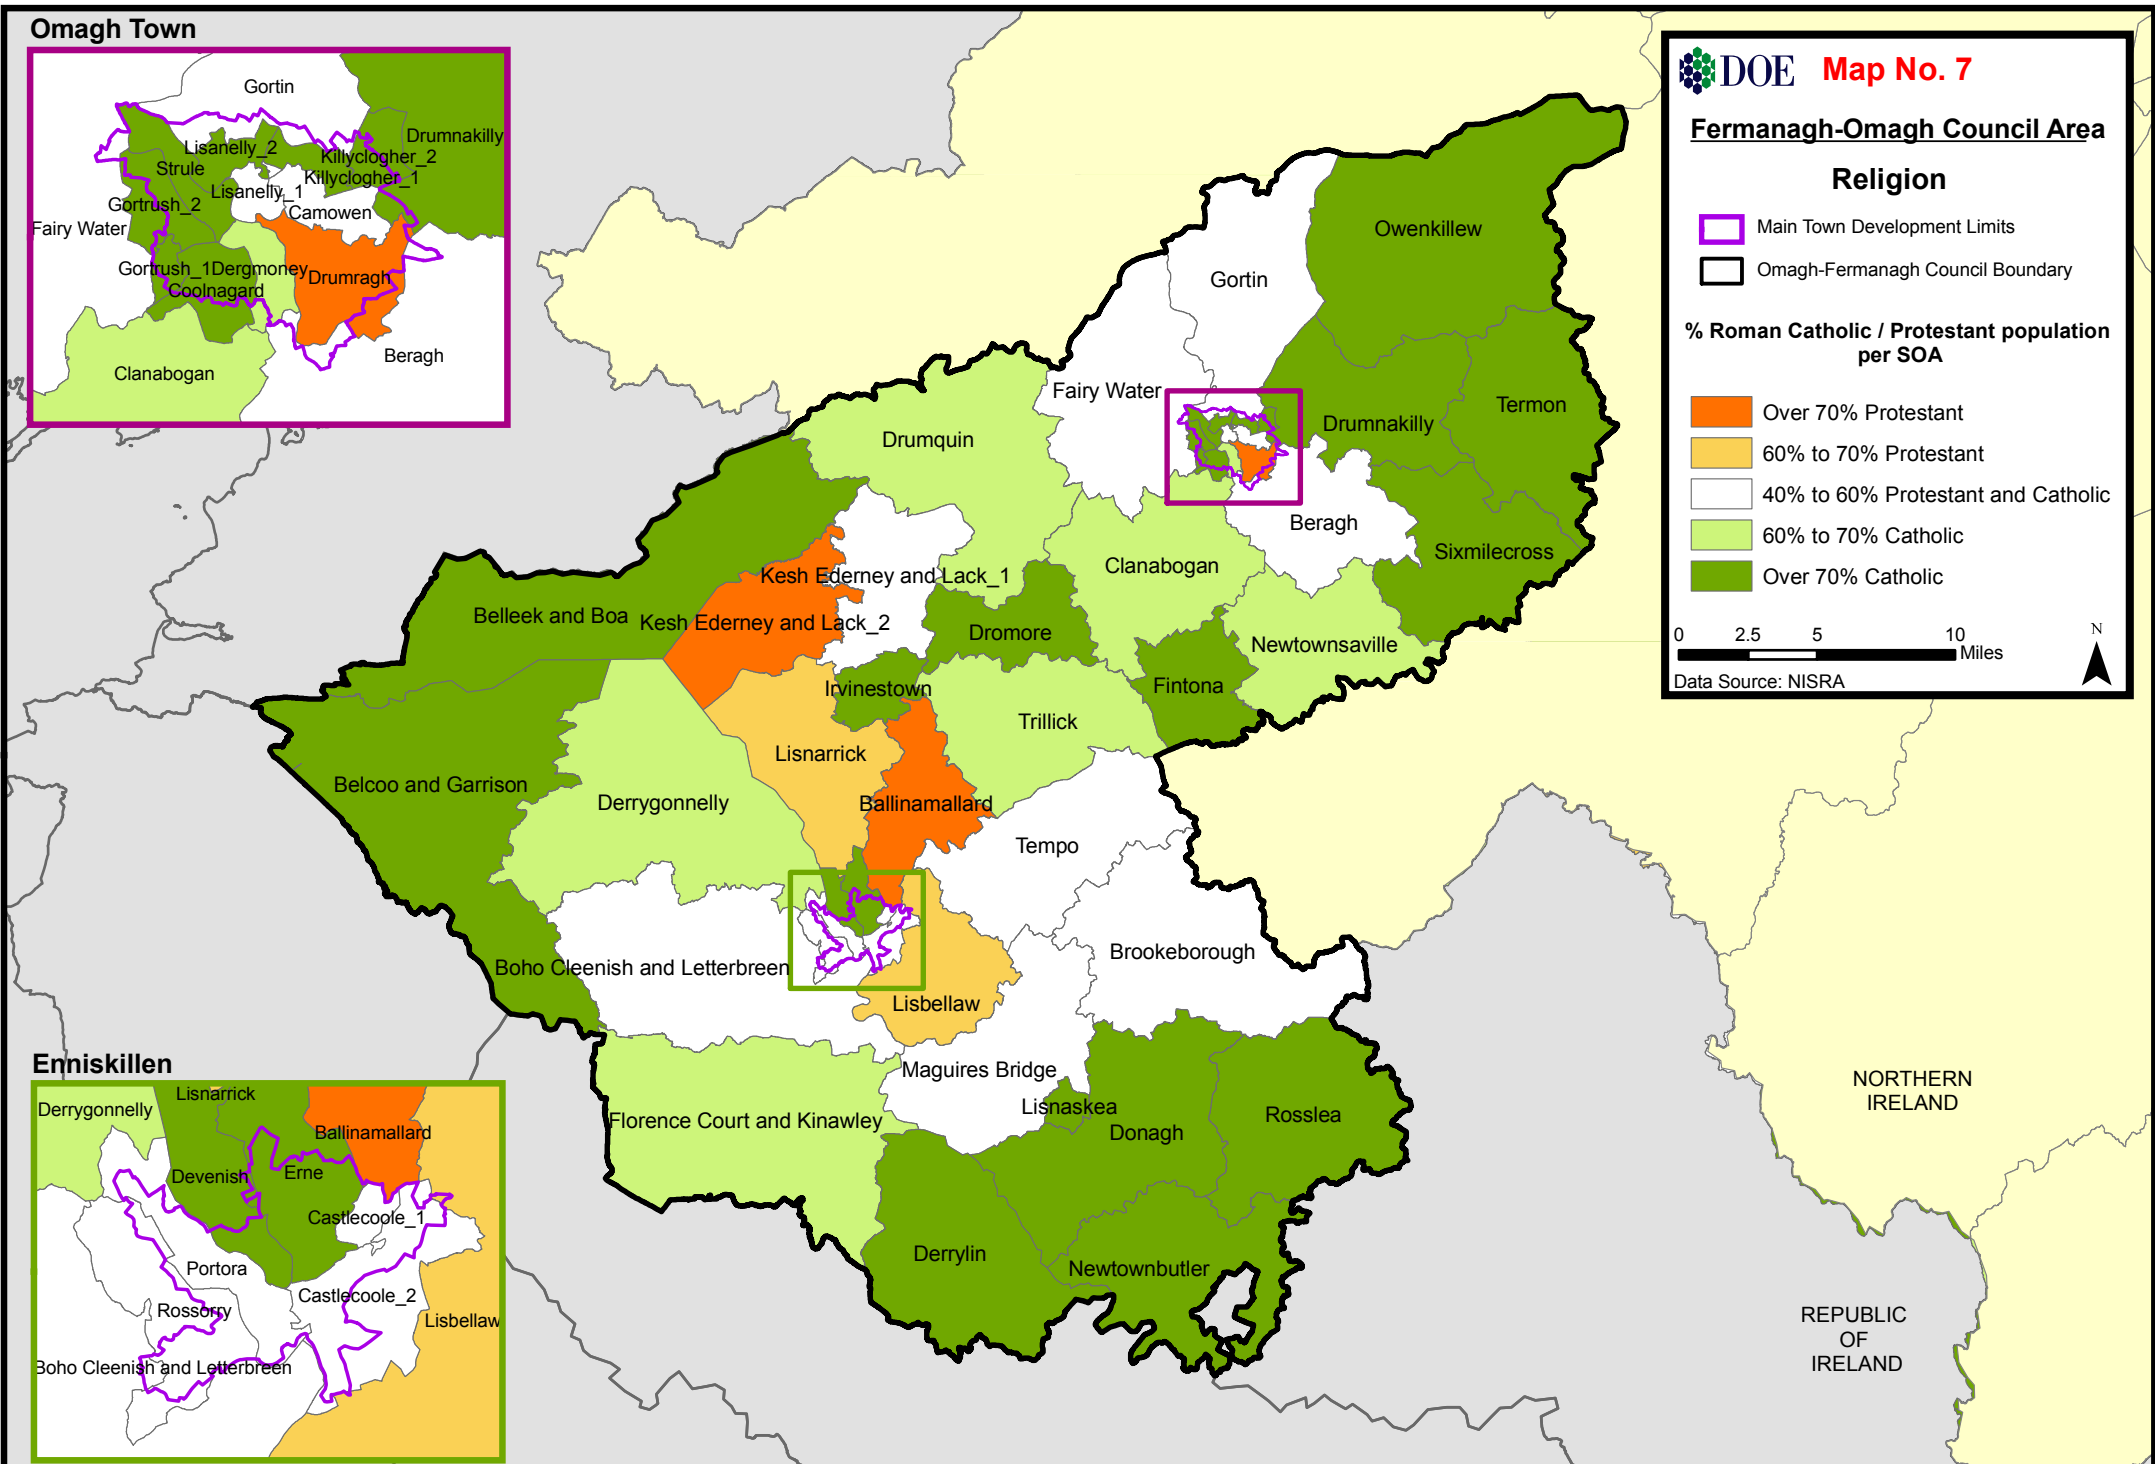 Omagh Town
Gortin
Drumnakilly
Lisanelly_2
Killyclogher_2
Strule
Killyclogher_1
Lisanelly_1
Gortrush_2
Camowen
Fairy Water
Gortrush_1
Dergmoney
Drumragh
Coolnagard
Beragh
Clanabogan
DOE
Map No. 7
Fermanagh-Omagh Council Area
Religion
Main Town Development Limits
Omagh-Fermanagh Council Boundary
% Roman Catholic / Protestant population
per SOA
Over 70% Protestant
60% to 70% Protestant
40% to 60% Protestant and Catholic
60% to 70% Catholic
Over 70% Catholic
0 2.5 5 10
Miles
N
Data Source: NISRA
Owenkillew
Gortin
Fairy Water
Termon
Drumnakilly
Drumquin
Beragh
Sixmilecross
Clanabogan
Kesh Ederney and Lack_1
Belleek and Boa
Kesh Ederney and Lack_2
Dromore
Newtownsaville
Fintona
Irvinestown
Trillick
Lisnarrick
Belcoo and Garrison
Derrygonnelly
Ballinamallard
Tempo
Brookeborough
Boho Cleenish and Letterbreen
Lisbellaw
Maguires Bridge
Lisnaskea
Florence Court and Kinawley
Donagh
Rosslea
Derrylin
Newtownbutler
NORTHERN
IRELAND
REPUBLIC
OF
IRELAND
Enniskillen
Lisnarrick
Derrygonnelly
Ballinamallard
Devenish
Erne
Castlecoole_1
Portora
Castlecoole_2
Rossorry
Lisbellaw
Boho Cleenish and Letterbreen